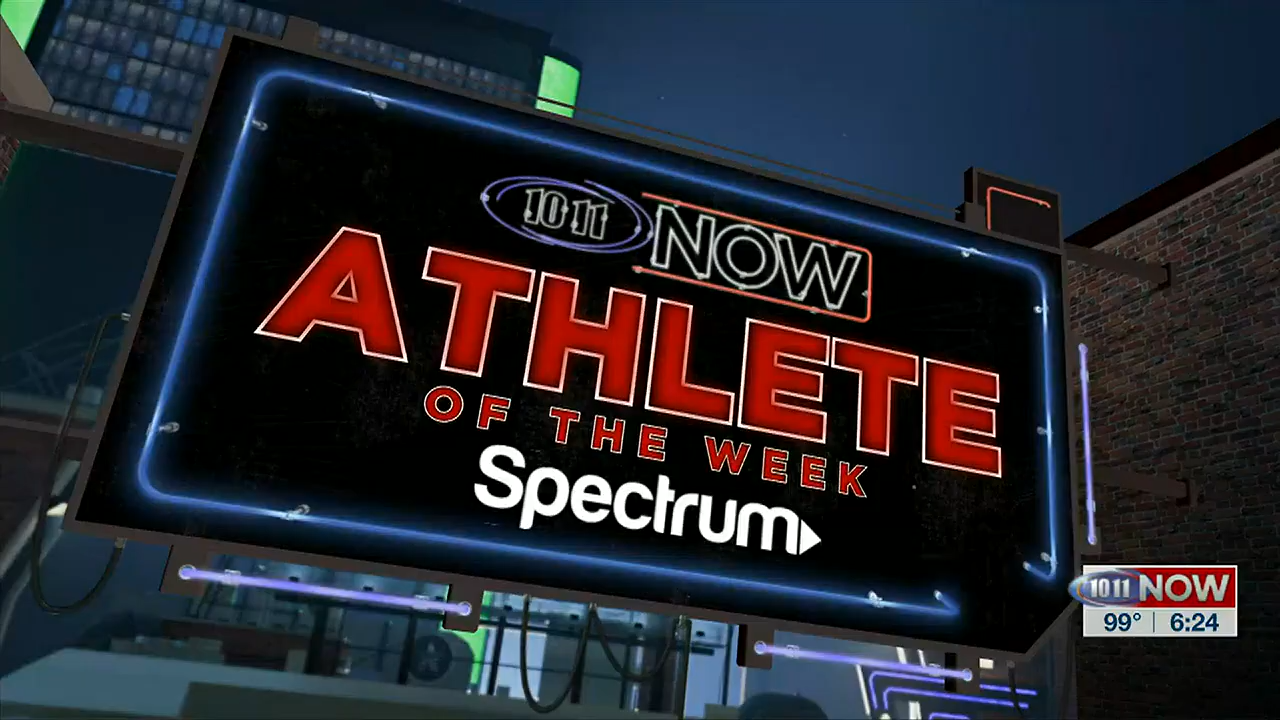 10 11 NOW
ATHLETE
OF THE WEEK
Spectrum
10 11 NOW
99° | 6:24